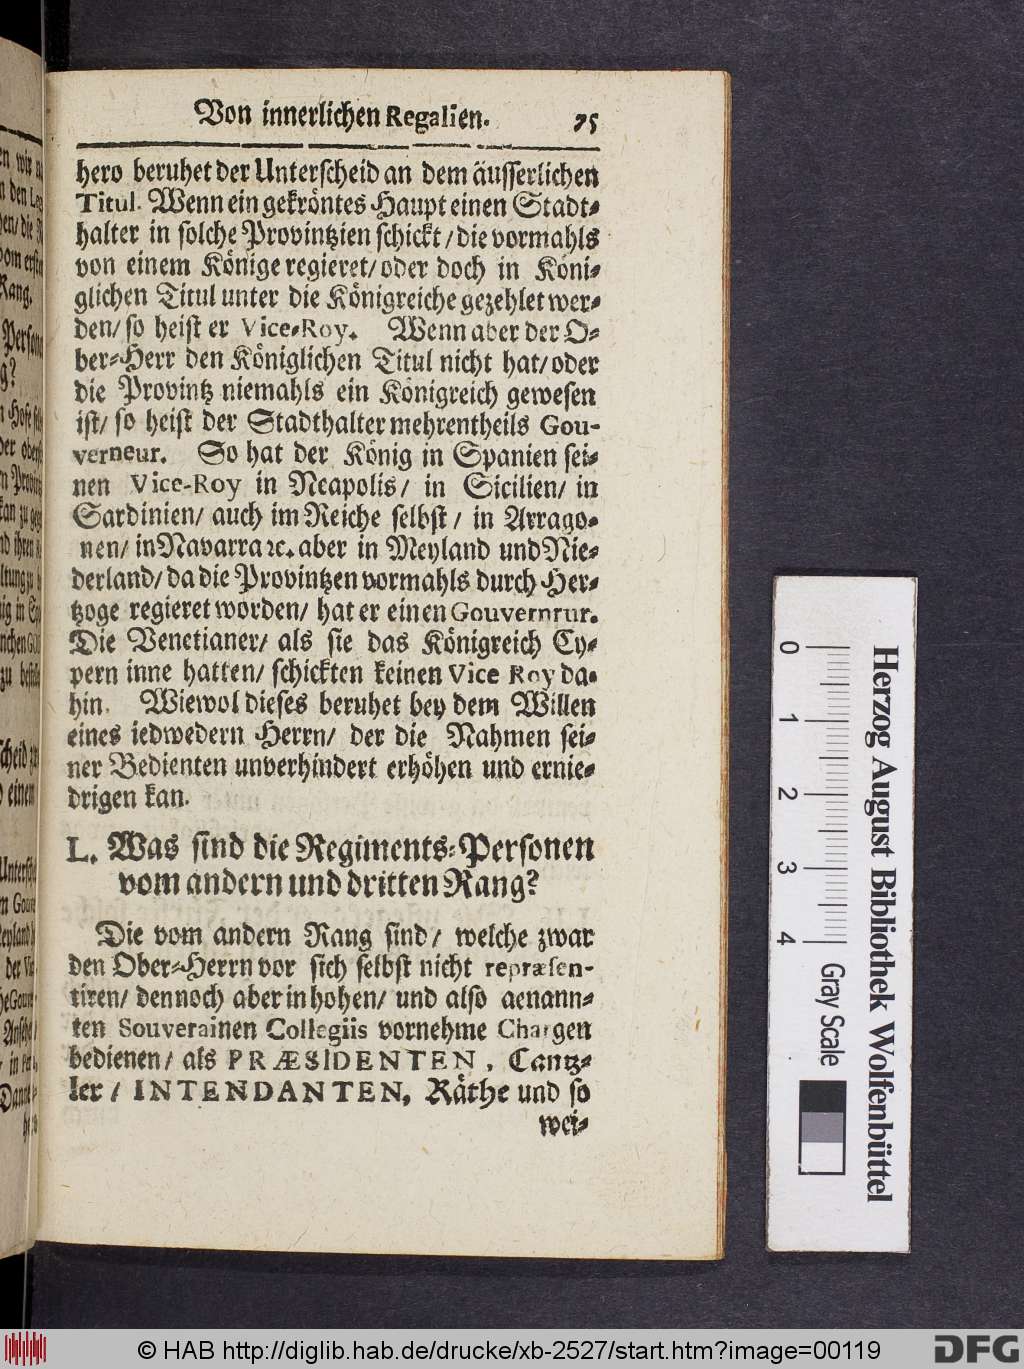 Von innerlichen Regalien. 75
hero beruhet der Unterscheid an dem äusserlichen
Titul. Wenn ein gekröntes Haupt einen Stadt-
halter in solche Provintzien schickt / die vormahls
von einem Könige regieret/ oder doch in Köni-
glichen Titul unter die Königreiche gezehlet wer-
den/ so heist er Vice-Roy. Wenn aber der O-
ber-Herr den Königlichen Titul nicht hat/ oder
die Provintz niemahls ein Königreich gewesen
ist/ so heist der Stadthalter mehrentheils Gou-
verneur. So hat der König in Spanien sei-
nen Vice-Roy in Neapolis/ in Sicilien/ in
Sardinien/ auch im Reiche selbst / in Arrago-
nen/ in Navarra ꝛc. aber in Meyland und Nie-
derland/ da die Provintzen vormahls durch Her-
tzoge regieret worden/ hat er einen Gouvernrur.
Die Venetianer/ als sie das Königreich Cy-
pern inne hatten/ schickten keinen Vice Roy da-
hin. Wiewol dieses beruhet bey dem Willen
eines iedwedern Herrn/ der die Nahmen sei-
ner Bedienten unverhindert erhöhen und ernie-
drigen kan.
L. Was sind die Regiments-Personen
vom andern und dritten Rang?
Die vom andern Rang sind/ welche zwar
den Ober-Herrn vor sich selbst nicht repræsen-
tiren/ dennoch aber in hohen/ und also genann-
ten Souverainen Collegiis vornehme Chargen
bedienen/ als PRÆSIDENTEN, Cantz-
ler / INTENDANTEN, Räthe und so
wei-
0 1 2 3 4
Gray Scale
Herzog August Bibliothek Wolfenbüttel
© HAB http://diglib.hab.de/drucke/xb-2527/start.htm?image=00119
DFG